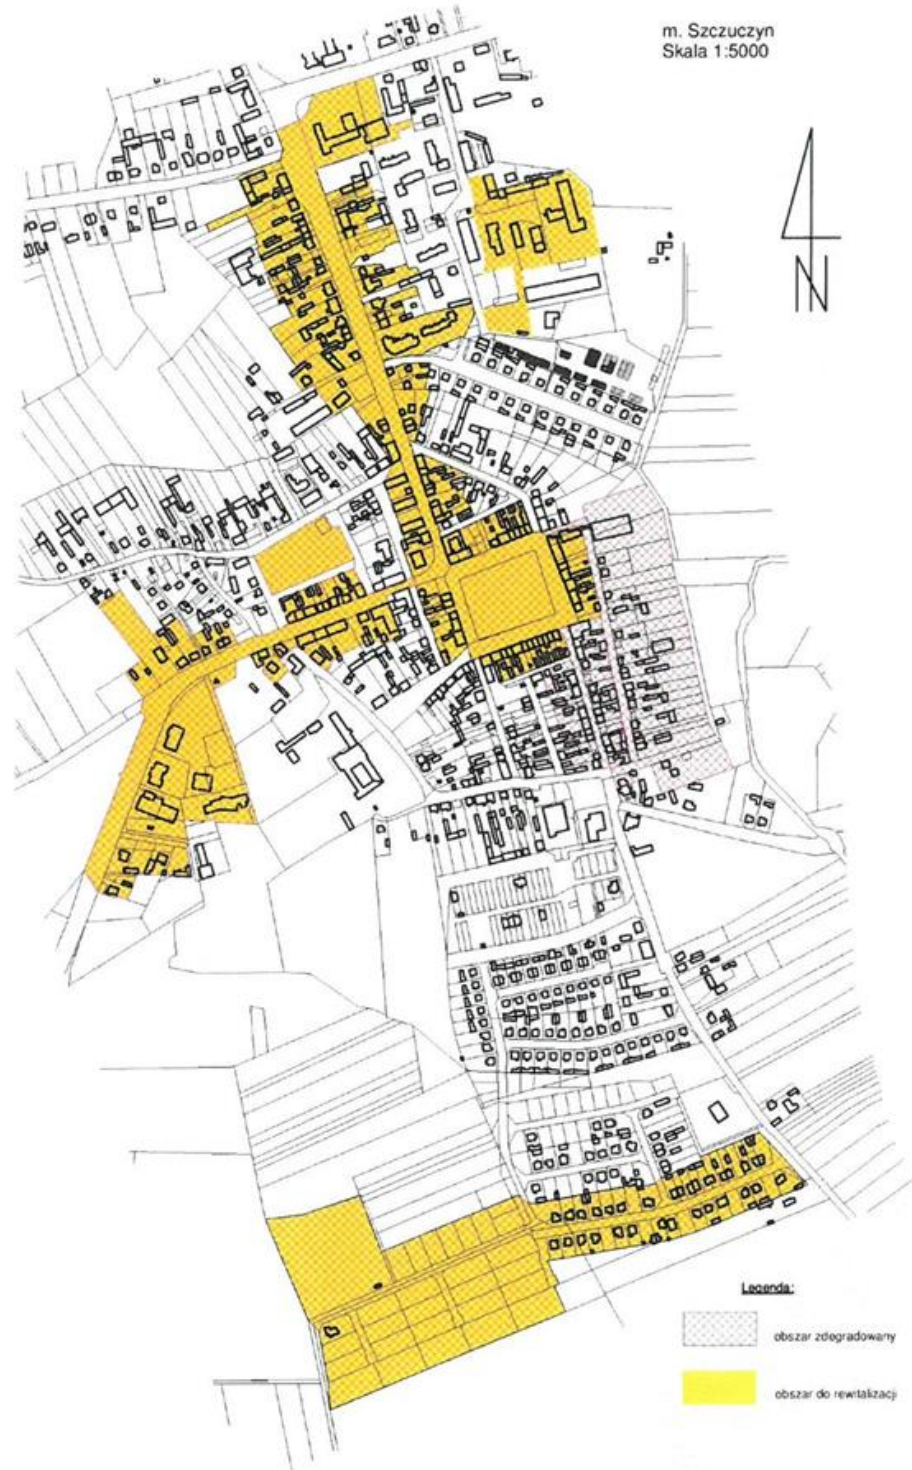 m. Szczuczyn
Skala 1:5000
N
Legenda:
obszar zdegradowany
obszar do rewitalizacji